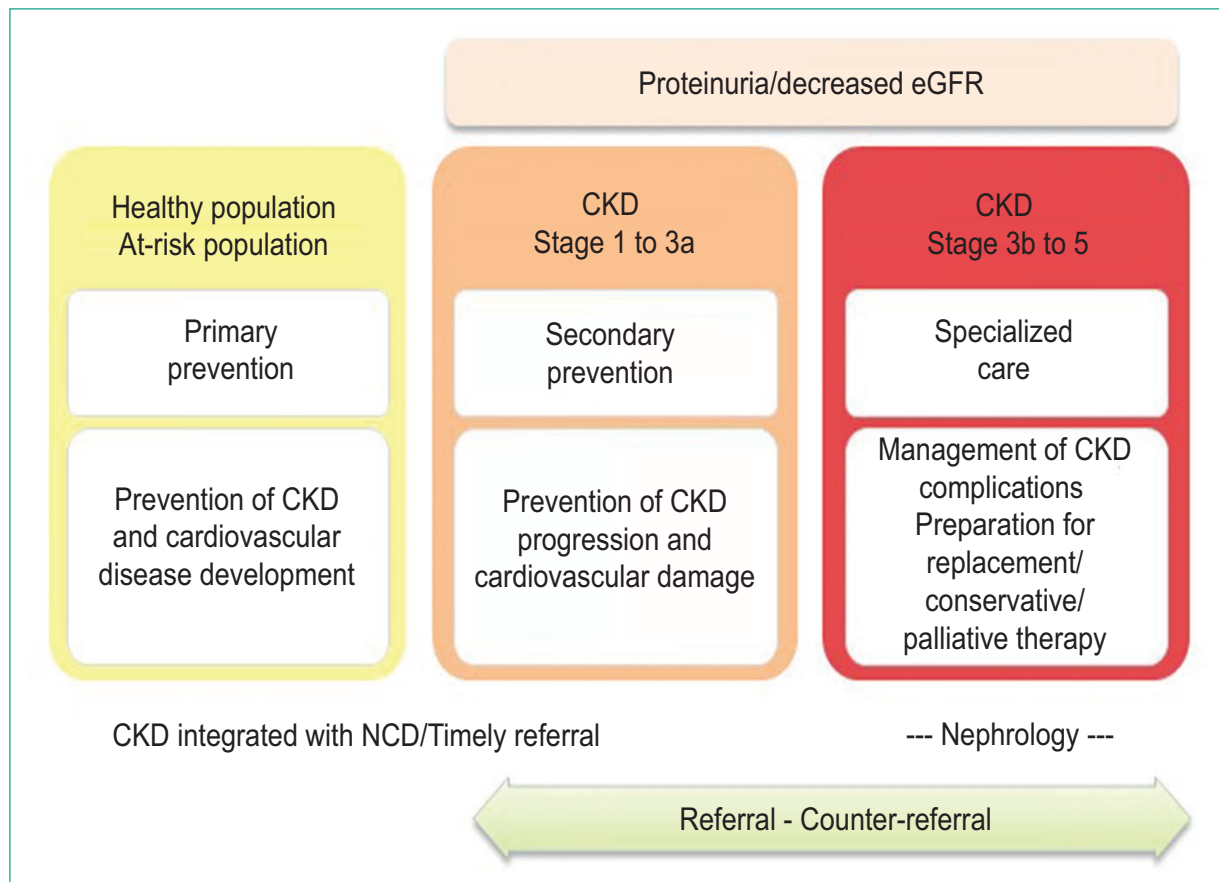 Proteinuria/decreased eGFR
Healthy population
At-risk population
Primary
prevention
Prevention of CKD
and cardiovascular
disease development
CKD
Stage 1 to 3a
Secondary
prevention
Prevention of CKD
progression and
cardiovascular damage
CKD
Stage 3b to 5
Specialized
care
Management of CKD
complications
Preparation for
replacement/
conservative/
palliative therapy
CKD integrated with NCD/Timely referral
--- Nephrology ---
Referral - Counter-referral